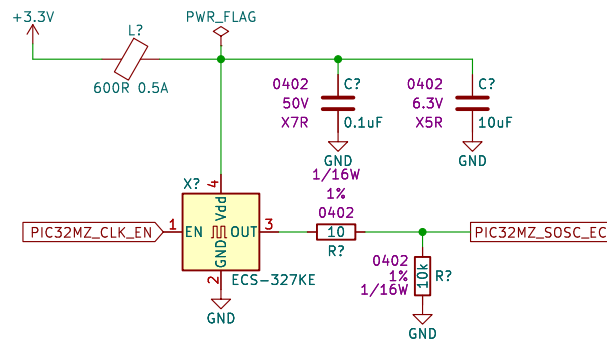 +3.3V
PWR_FLAG
L?
600R 0.5A
0402
50V
X7R
C?
0.1uF
GND
0402
6.3V
X5R
C?
10uF
GND
1/16W
1%
0402
10
R?
X?
4
Vdd
PIC32MZ_CLK_EN
1
EN
OUT
3
GND
2
ECS-327KE
GND
PIC32MZ_SOSC_EC
0402
1%
1/16W
10k
R?
GND